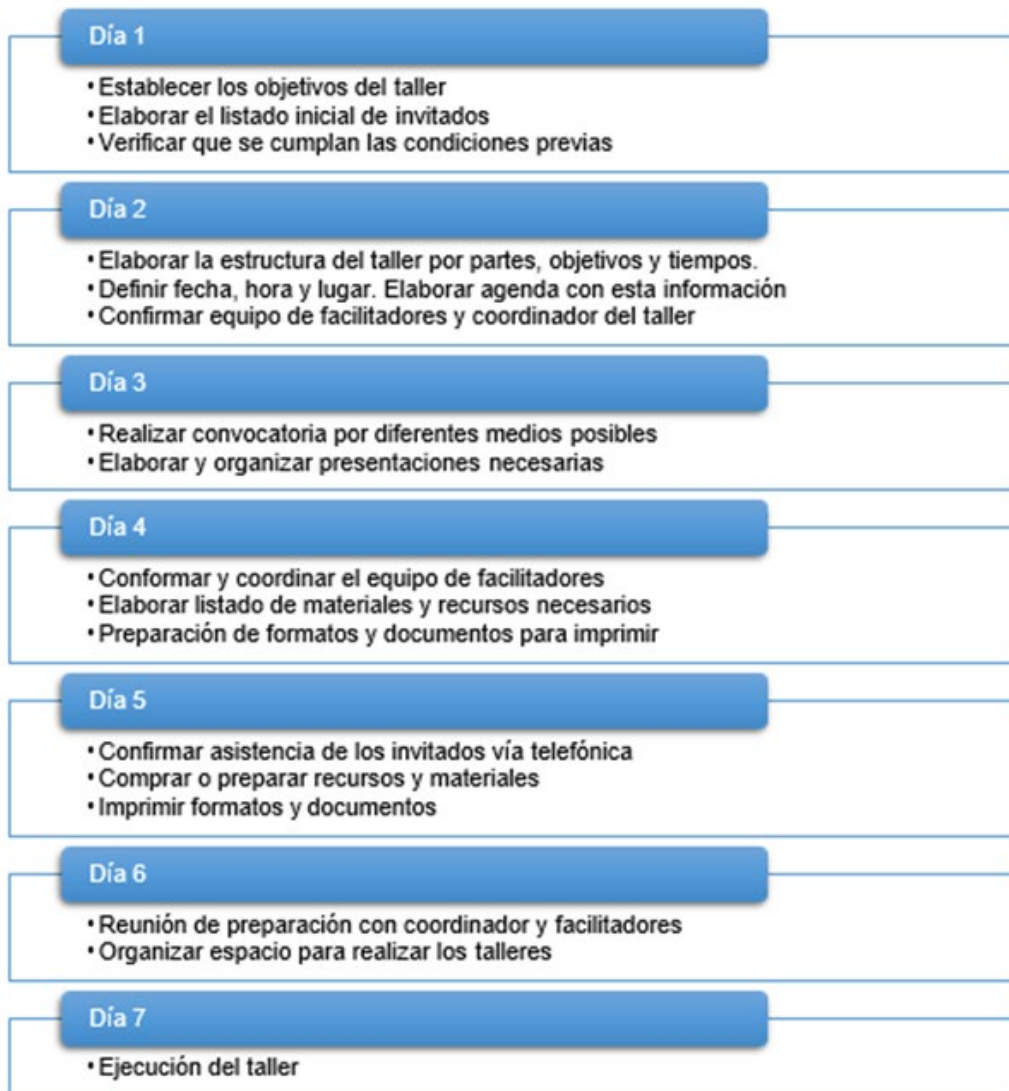 Día 1
• Establecer los objetivos del taller
• Elaborar el listado inicial de invitados
• Verificar que se cumplan las condiciones previas
Día 2
• Elaborar la estructura del taller por partes, objetivos y tiempos.
• Definir fecha, hora y lugar. Elaborar agenda con esta información
• Confirmar equipo de facilitadores y coordinador del taller
Día 3
• Realizar convocatoria por diferentes medios posibles
• Elaborar y organizar presentaciones necesarias
Día 4
• Conformar y coordinar el equipo de facilitadores
• Elaborar listado de materiales y recursos necesarios
• Preparación de formatos y documentos para imprimir
Día 5
• Confirmar asistencia de los invitados vía telefónica
• Comprar o preparar recursos y materiales
• Imprimir formatos y documentos
Día 6
• Reunión de preparación con coordinador y facilitadores
• Organizar espacio para realizar los talleres
Día 7
• Ejecución del taller